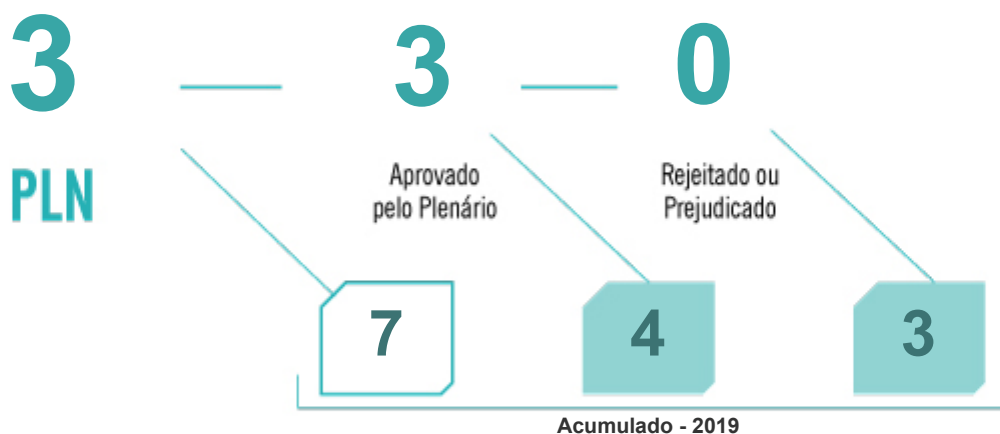 3 — 3 — 0
PLN
Aprovado
pelo Plenário
Rejeitado ou
Prejudicado
7 4 3
Acumulado - 2019